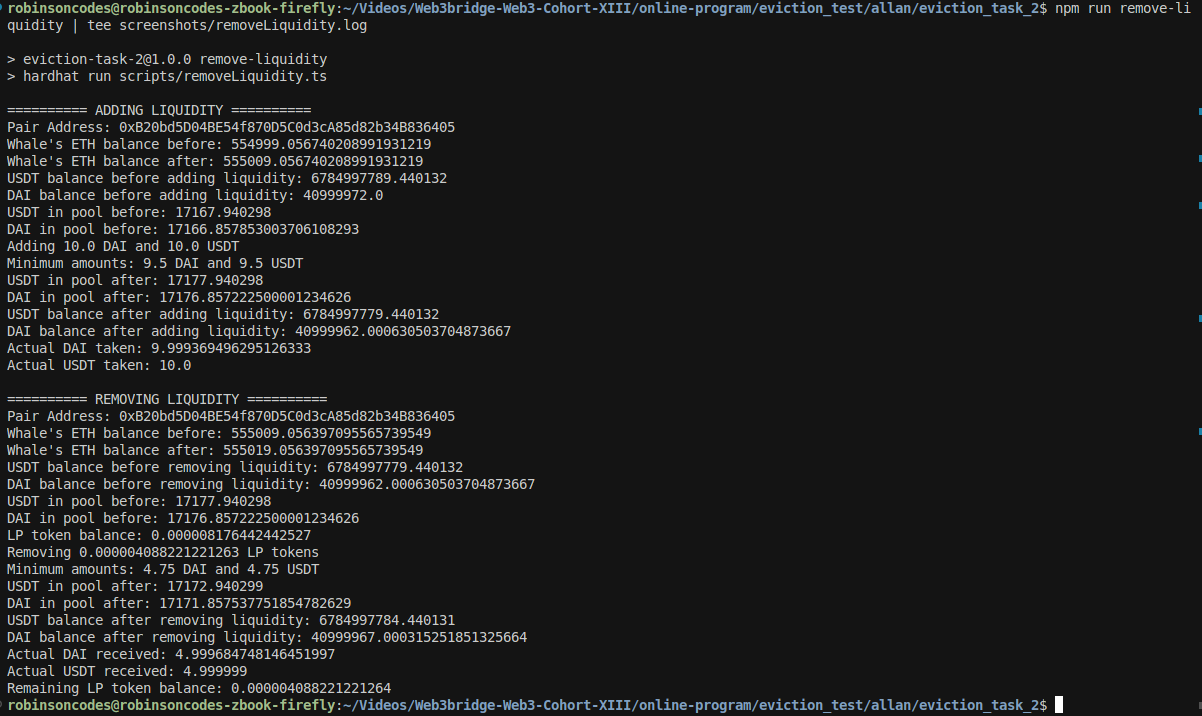 robinsoncodes@robinsoncodes-zbook-firefly:~/Videos/Web3bridge-Web3-Cohort-XIII/online-program/eviction_test/allan/eviction_task_2$ npm run remove-li
quidity | tee screenshots/removeLiquidity.log
> eviction-task-2@1.0.0 remove-liquidity
> hardhat run scripts/removeLiquidity.ts
========== ADDING LIQUIDITY ==========
Pair Address: 0xB20bd5D04BE54f870D5C0d3cA85d82b34B836405
Whale's ETH balance before: 554999.056740208991931219
Whale's ETH balance after: 555009.056740208991931219
USDT balance before adding liquidity: 6784997789.440132
DAI balance before adding liquidity: 40999972.0
USDT in pool before: 17167.940298
DAI in pool before: 17166.857853003706108293
Adding 10.0 DAI and 10.0 USDT
Minimum amounts: 9.5 DAI and 9.5 USDT
USDT in pool after: 17177.940298
DAI in pool after: 17176.857222500001234626
USDT balance after adding liquidity: 6784997779.440132
DAI balance after adding liquidity: 40999962.000630503704873667
Actual DAI taken: 9.999369496295126333
Actual USDT taken: 10.0
========== REMOVING LIQUIDITY ==========
Pair Address: 0xB20bd5D04BE54f870D5C0d3cA85d82b34B836405
Whale's ETH balance before: 555009.056397095565739549
Whale's ETH balance after: 555019.056397095565739549
USDT balance before removing liquidity: 6784997779.440132
DAI balance before removing liquidity: 40999962.000630503704873667
USDT in pool before: 17177.940298
DAI in pool before: 17176.857222500001234626
LP token balance: 0.000008176442442527
Removing 0.000004088221221263 LP tokens
Minimum amounts: 4.75 DAI and 4.75 USDT
USDT in pool after: 17172.940299
DAI in pool after: 17171.857537751854782629
USDT balance after removing liquidity: 6784997784.440131
DAI balance after removing liquidity: 40999967.000315251851325664
Actual DAI received: 4.999684748146451997
Actual USDT received: 4.999999
Remaining LP token balance: 0.000004088221221264
robinsoncodes@robinsoncodes-zbook-firefly:~/Videos/Web3bridge-Web3-Cohort-XIII/online-program/eviction_test/allan/eviction_task_2$